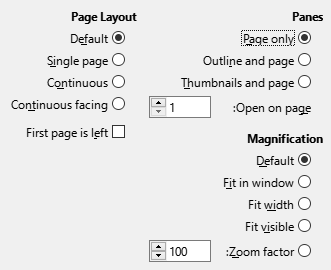 Page Layout
Default
Single page
Continuous
Continuous facing
First page is left
Panes
Page only
Outline and page
Thumbnails and page
1 :Open on page
Magnification
Default
Fit in window
Fit width
Fit visible
100 :Zoom factor